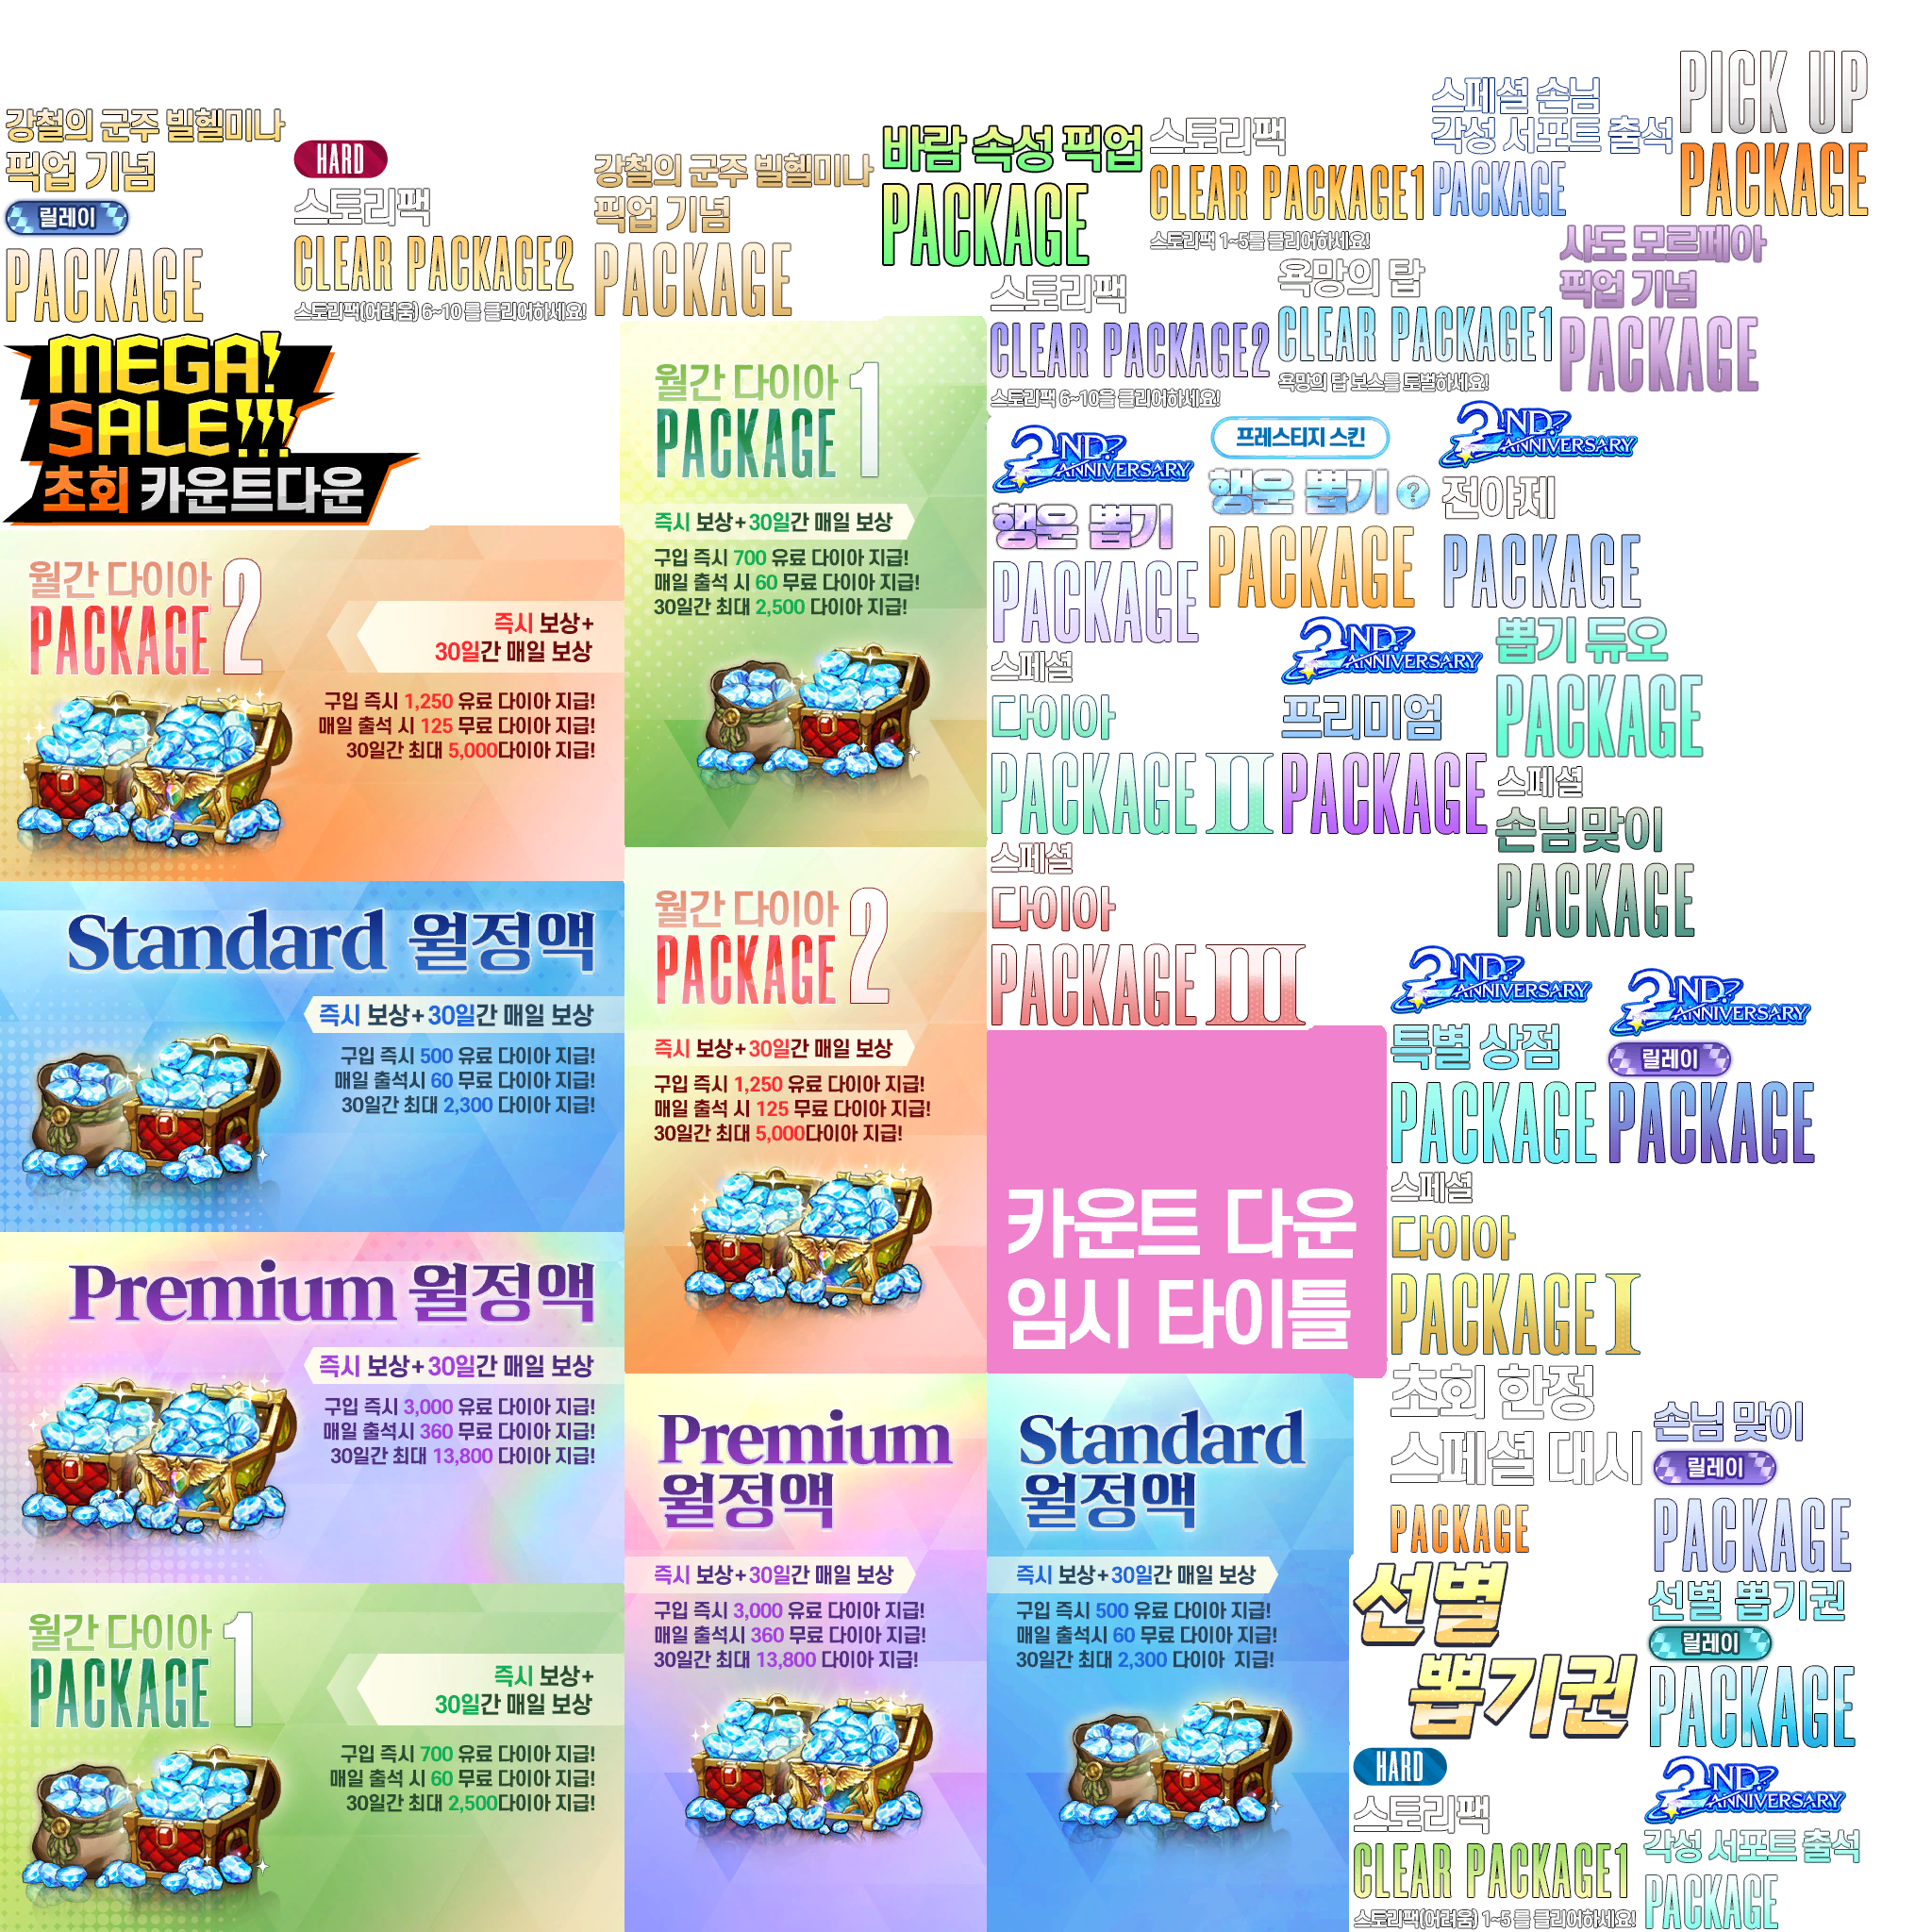 강철의 군주 빌헬미나
픽업 기념
릴레이
PACKAGE
HARD
스토리팩
CLEAR PACKAGE2
스토리팩(어려움) 6~10 를 클리어하세요!
강철의 군주 빌헬미나
픽업 기념
PACKAGE
바람 속성 픽업
PACKAGE
스토리팩
CLEAR PACKAGE1
스토리팩 1~5를 클리어하세요!
스페셜 손님
각성 서포트 출석
PACKAGE
PICK UP
PACKAGE
스토리팩
CLEAR PACKAGE2
스토리팩 6~10을 클리어하세요!
욕망의 탑
CLEAR PACKAGE1
욕망의 탑 보스를 토벌하세요!
사도 모르페아
픽업 기념
PACKAGE
MEGA!
SALE!!!
초회 카운트다운
월간 다이아
PACKAGE 1
즉시 보상+30일간 매일 보상
구입 즉시 700 유료 다이아 지급!
매일 출석 시 60 무료 다이아 지급!
30일간 최대 2,500 다이아 지급!
2ND
ANNIVERSARY
행운 뽑기
PACKAGE
프레스티지 스킨
행운 뽑기 ?
PACKAGE
2ND
ANNIVERSARY
전야제
PACKAGE
월간 다이아
PACKAGE 2
즉시 보상+
30일간 매일 보상
구입 즉시 1,250 유료 다이아 지급!
매일 출석 시 125 무료 다이아 지급!
30일간 최대 5,000다이아 지급!
스페셜
다이아
PACKAGE II
2ND
ANNIVERSARY
프리미엄
PACKAGE
뽑기 듀오
PACKAGE
스페셜
손님맞이
PACKAGE
스페셜
다이아
PACKAGE III
Standard 월정액
즉시 보상+30일간 매일 보상
구입 즉시 500 유료 다이아 지급!
매일 출석시 60 무료 다이아 지급!
30일간 최대 2,300 다이아 지급!
월간 다이아
PACKAGE 2
즉시 보상+30일간 매일 보상
구입 즉시 1,250 유료 다이아 지급!
매일 출석 시 125 무료 다이아 지급!
30일간 최대 5,000다이아 지급!
카운트 다운
임시 타이틀
2ND
ANNIVERSARY
특별 상점
PACKAGE
2ND
ANNIVERSARY
릴레이
PACKAGE
스페셜
다이아
PACKAGE I
Premium 월정액
즉시 보상+30일간 매일 보상
구입 즉시 3,000 유료 다이아 지급!
매일 출석시 360 무료 다이아 지급!
30일간 최대 13,800 다이아 지급!
Premium
월정액
즉시 보상+30일간 매일 보상
구입 즉시 3,000 유료 다이아 지급!
매일 출석시 360 무료 다이아 지급!
30일간 최대 13,800 다이아 지급!
Standard
월정액
즉시 보상+30일간 매일 보상
구입 즉시 500 유료 다이아 지급!
매일 출석시 60 무료 다이아 지급!
30일간 최대 2,300 다이아 지급!
초회 한정
스페셜 대시
PACKAGE
손님 맞이
릴레이
PACKAGE
선별
뽑기권
선별 뽑기권
릴레이
PACKAGE
월간 다이아
PACKAGE 1
즉시 보상+
30일간 매일 보상
구입 즉시 700 유료 다이아 지급!
매일 출석 시 60 무료 다이아 지급!
30일간 최대 2,500다이아 지급!
HARD
스토리팩
CLEAR PACKAGE1
스토리팩(어려움) 1~5 를 클리어하세요!
2ND
ANNIVERSARY
각성 서포트 출석
PACKAGE